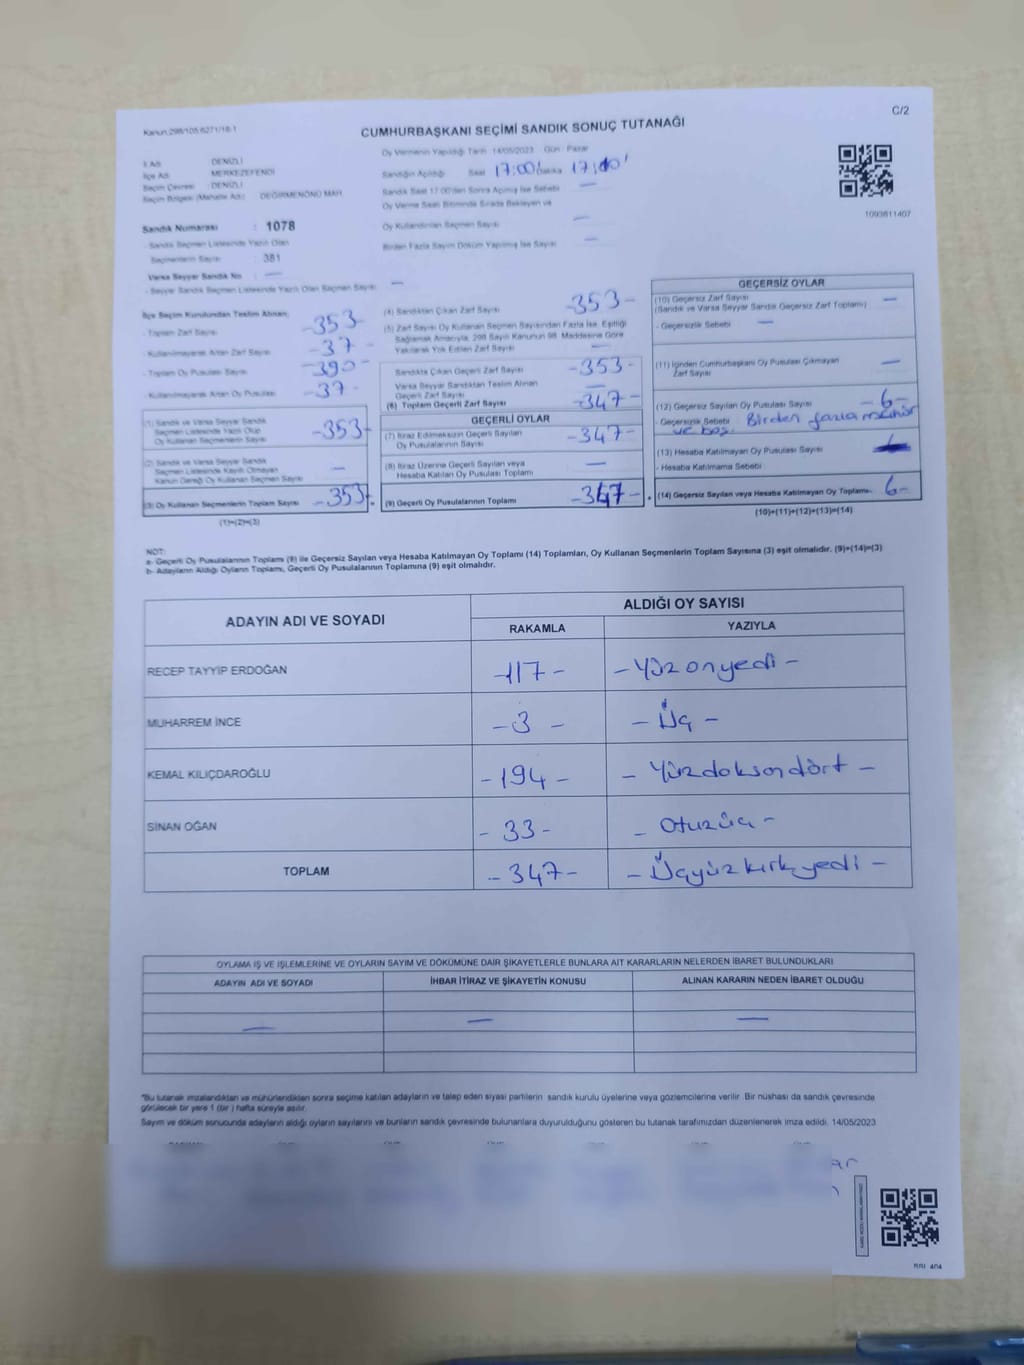 C/2
Kanun:298/105 6271/18-1
CUMHURBAŞKANI SEÇİMİ SANDIK SONUÇ TUTANAĞI
İl Adı : DENİZLİ
İlçe Adı : MERKEZEFENDİ
Seçim Çevresi : DENİZLİ
Seçim Bölgesi (Mahalle Adı) : DEĞİRMENÖNÜ MAH.
Sandık Numarası : 1078
- Sandık Seçmen Listesinde Yazılı Olan
Seçmenlerin Sayısı : 381
Varsa Seyyar Sandık No : —
- Seyyar Sandık Seçmen Listesinde Yazılı Olan Seçmen Sayısı —
Oy Vermenin Yapıldığı Tarih 14/05/2023 Gün : Pazar
Sandığın Açıldığı Saat 17:00 Dakika 17:00
Sandık Saat 17:00'den Sonra Açılmış İse Sebebi —
Oy Verme Saati Bitiminde Sırada Bekleyen ve
Oy Kullandırılan Seçmen Sayısı —
Birden Fazla Sayım Döküm Yapılmış İse Sayısı —
1093811407
İlçe Seçim Kurulundan Teslim Alınan;
- Toplam Zarf Sayısı -353-
- Kullanılmayarak Artan Zarf Sayısı -37-
- Toplam Oy Pusulası Sayısı -390-
- Kullanılmayarak Artan Oy Pusulası -37-
(1) Sandık ve Varsa Seyyar Sandık
Seçmen Listesinde Yazılı Olup
Oy Kullanan Seçmenlerin Sayısı -353-
(2) Sandık ve Varsa Seyyar Sandık
Seçmen Listesinde Kayıtlı Olmayan
Kanun Gereği Oy Kullanan Seçmen Sayısı —
(3) Oy Kullanan Seçmenlerin Toplam Sayısı -353-
(1)+(2)=(3)
(4) Sandıktan Çıkan Zarf Sayısı -353-
(5) Zarf Sayısı Oy Kullanan Seçmen Sayısından Fazla İse, Eşitliği
Sağlamak Amacıyla, 298 Sayılı Kanunun 98. Maddesine Göre
Yakılarak Yok Edilen Zarf Sayısı —
Sandıkta Çıkan Geçerli Zarf Sayısı -353-
Varsa Seyyar Sandıktan Teslim Alınan
Geçerli Zarf Sayısı —
(6) Toplam Geçerli Zarf Sayısı -347-
GEÇERLİ OYLAR
(7) İtiraz Edilmeksizin Geçerli Sayılan
Oy Pusulalarının Sayısı -347-
(8) İtiraz Üzerine Geçerli Sayılan veya
Hesaba Katılan Oy Pusulası Toplamı —
(9) Geçerli Oy Pusulalarının Toplamı -347-
GEÇERSİZ OYLAR
(10) Geçersiz Zarf Sayısı —
(Sandık ve Varsa Seyyar Sandık Geçersiz Zarf Toplamı)
- Geçersizlik Sebebi —
(11) İçinden Cumhurbaşkanı Oy Pusulası Çıkmayan
Zarf Sayısı —
(12) Geçersiz Sayılan Oy Pusulası Sayısı -6-
- Geçersizlik Sebebi Birden fazla mühür
ve boş.
(13) Hesaba Katılmayan Oy Pusulası Sayısı
- Hesaba Katılmama Sebebi
(14) Geçersiz Sayılan veya Hesaba Katılmayan Oy Toplamı- 6-
(10)+(11)+(12)+(13)=(14)
NOT:
a- Geçerli Oy Pusulalarının Toplamı (9) ile Geçersiz Sayılan veya Hesaba Katılmayan Oy Toplamı (14) Toplamları, Oy Kullanan Seçmenlerin Toplam Sayısına (3) eşit olmalıdır. (9)+(14)=(3)
b- Adayların Aldığı Oyların Toplamı, Geçerli Oy Pusulalarının Toplamına (9) eşit olmalıdır.
ADAYIN ADI VE SOYADI ALDIĞI OY SAYISI
RAKAMLA YAZIYLA
RECEP TAYYİP ERDOĞAN -117- -Yüzonyedi-
MUHARREM İNCE -3- -Üç-
KEMAL KILIÇDAROĞLU -194- -Yüzdoksandört-
SİNAN OĞAN -33- -Otuzüç-
TOPLAM -347- -Üçyüzkırkyedi-
OYLAMA İŞ VE İŞLEMLERİNE VE OYLARIN SAYIM VE DÖKÜMÜNE DAİR ŞİKAYETLERLE BUNLARA AİT KARARLARIN NELERDEN İBARET BULUNDUKLARI
ADAYIN ADI VE SOYADI İHBAR İTİRAZ VE ŞİKAYETİN KONUSU ALINAN KARARIN NEDEN İBARET OLDUĞU
— — —
"Bu tutanak imzalandıktan ve mühürlendikten sonra seçime katılan adayların ve talep eden siyasi partilerin sandık kurulu üyelerine veya gözlemcilerine verilir. Bir nüshası da sandık çevresinde
görülecek bir yere 1 (bir ) hafta süreyle asılır.
Sayım ve döküm sonucunda adayların aldığı oyların sayılarını ve bunların sandık çevresinde bulunanlara duyurulduğunu gösteren bu tutanak tarafımızdan düzenlenerek imza edildi. 14/05/2023